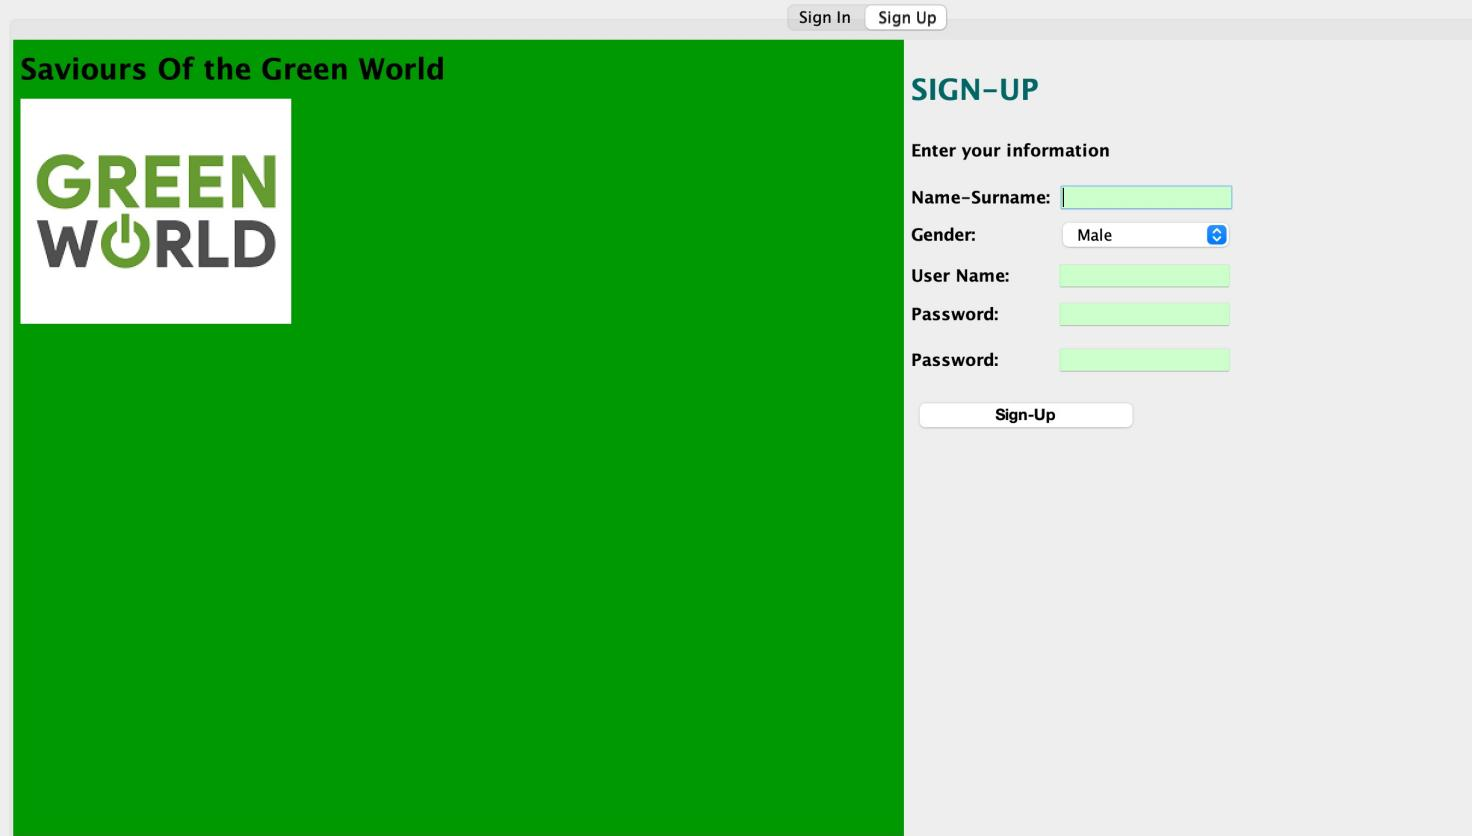 Sign In Sign Up
Saviours Of the Green World
GREEN
WORLD
SIGN-UP
Enter your information
Name-Surname:
Gender: Male
User Name:
Password:
Password:
Sign-Up